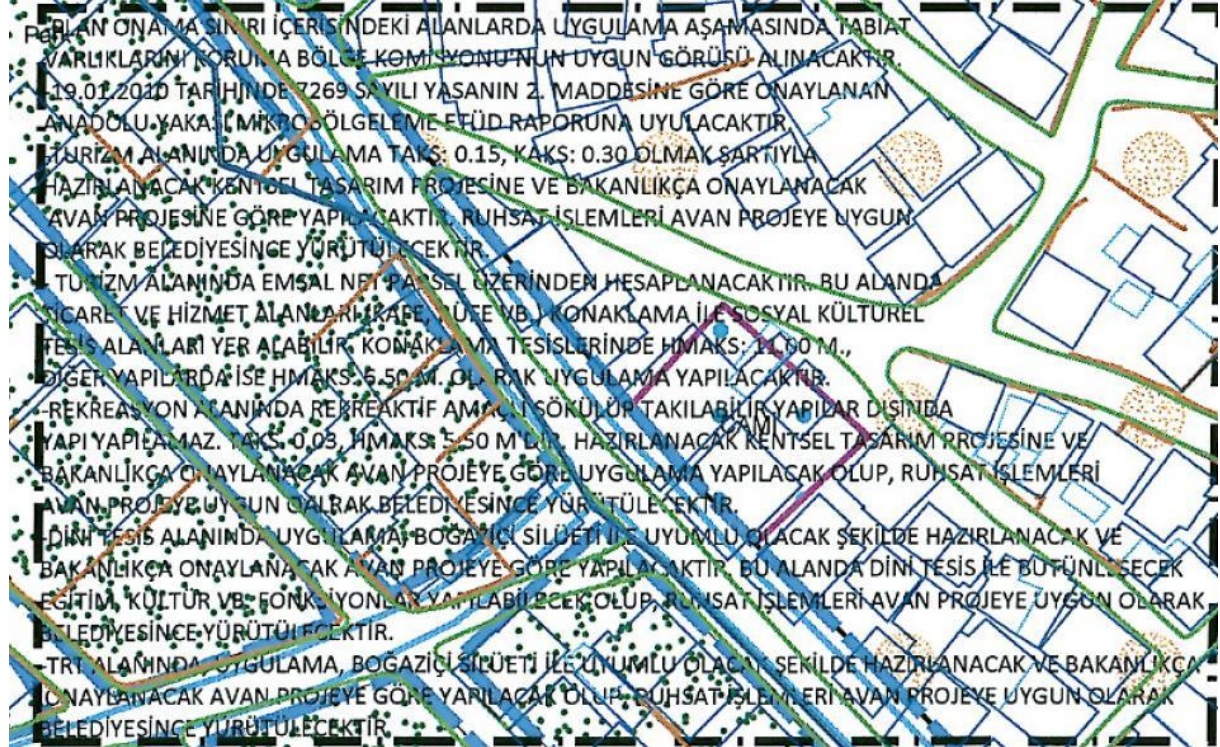 -PLAN ONAMA SINIRI İÇERİSİNDEKİ ALANLARDA UYGULAMA AŞAMASINDA TABİAT
VARLIKLARINI KORUMA BÖLGE KOMİSYONU'NUN UYGUN GÖRÜŞÜ ALINACAKTIR.
-19.01.2010 TARİHİNDE 7269 SAYILI YASANIN 2. MADDESİNE GÖRE ONAYLANAN
ANADOLU YAKASI MİKROBÖLGELEME ETÜD RAPORUNA UYULACAKTIR.
-TURİZM ALANINDA UYGULAMA TAKS: 0.15, KAKS: 0.30 OLMAK ŞARTIYLA
HAZIRLANACAK KENTSEL TASARIM PROJESİNE VE BAKANLIKÇA ONAYLANACAK
AVAN PROJESİNE GÖRE YAPILACAKTIR. RUHSAT İŞLEMLERİ AVAN PROJEYE UYGUN
OLARAK BELEDİYESİNCE YÜRÜTÜLECEKTİR.
- TURİZM ALANINDA EMSAL NET PARSEL ÜZERİNDEN HESAPLANACAKTIR. BU ALANDA
TİCARET VE HİZMET ALANLARI (KAFE, BÜFE VB.) KONAKLAMA İLE SOSYAL KÜLTÜREL
TESİS ALANLARI YER ALABİLİR. KONAKLAMA TESİSLERİNDE HMAKS: 11.00 M.,
DİĞER YAPILARDA İSE HMAKS: 5.50 M. OLARAK UYGULAMA YAPILACAKTIR.
-REKREASYON ALANINDA REKREAKTİF AMAÇLI SÖKÜLÜP TAKILABİLİR YAPILAR DIŞINDA
CAMİ
YAPI YAPILAMAZ. TAKS: 0.03, HMAKS: 5.50 M'DİR. HAZIRLANACAK KENTSEL TASARIM PROJESİNE VE
BAKANLIKÇA ONAYLANACAK AVAN PROJEYE GÖRE UYGULAMA YAPILACAK OLUP, RUHSAT İŞLEMLERİ
AVAN PROJEYE UYGUN OALRAK BELEDİYESİNCE YÜRÜTÜLECEKTİR.
-DİNİ TESİS ALANINDA UYGULAMA, BOĞAZİÇİ SİLÜETİ İLE UYUMLU OLACAK ŞEKİLDE HAZIRLANACAK VE
BAKANLIKÇA ONAYLANACAK AVAN PROJEYE GÖRE YAPILACAKTIR. BU ALANDA DİNİ TESİS İLE BÜTÜNLEŞECEK
EĞİTİM, KÜLTÜR VB. FONKSİYONLAR YAPILABİLECEK OLUP, RUHSAT İŞLEMLERİ AVAN PROJEYE UYGUN OLARAK
BELEDİYESİNCE YÜRÜTÜLECEKTİR.
-TRT ALANINDA UYGULAMA, BOĞAZİÇİ SİLÜETİ İLE UYUMLU OLACAK ŞEKİLDE HAZIRLANACAK VE BAKANLIKÇA
ONAYLANACAK AVAN PROJEYE GÖRE YAPILACAK OLUP, RUHSAT İŞLEMLERİ AVAN PROJEYE UYGUN OLARAK
BELEDİYESİNCE YÜRÜTÜLECEKTİR.